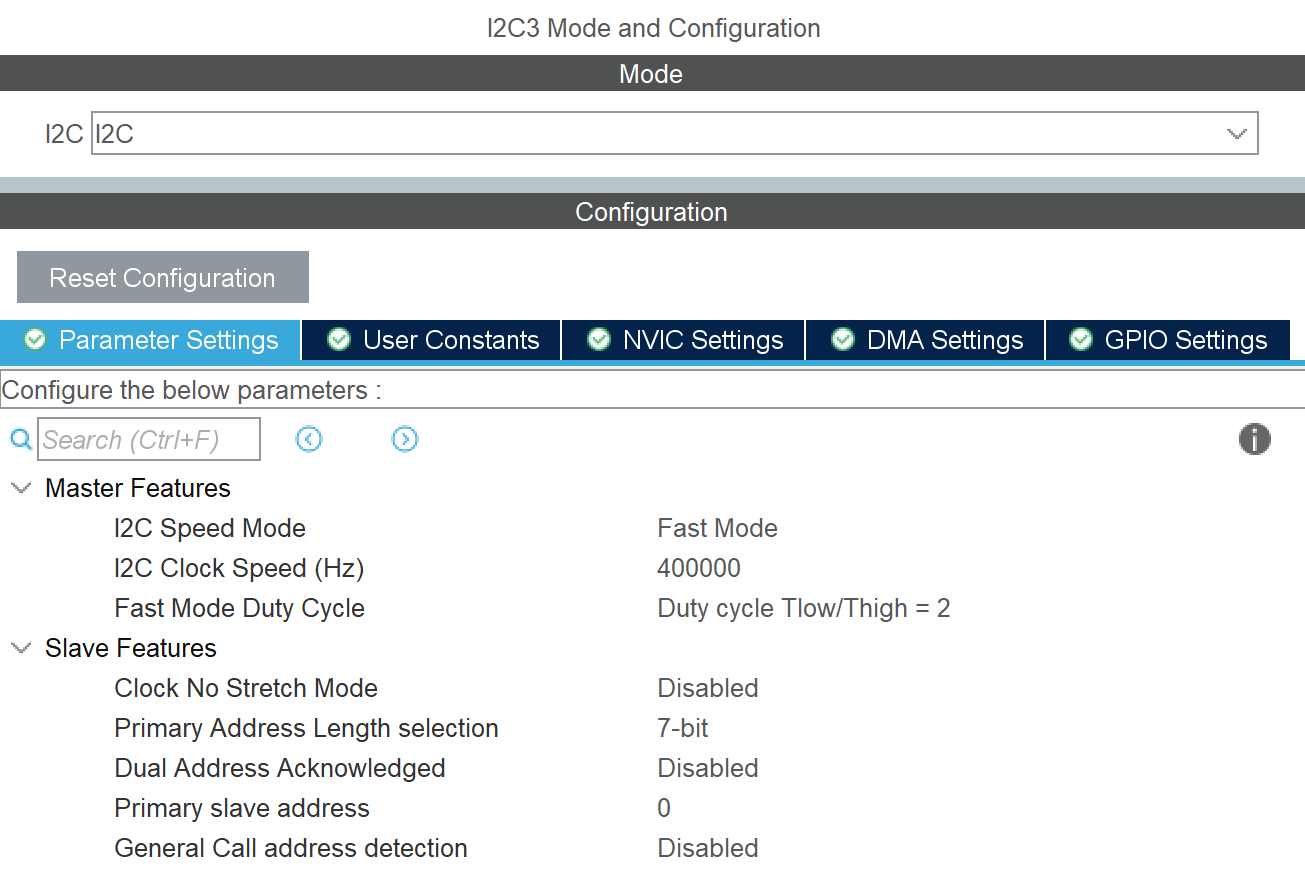 I2C3 Mode and Configuration
Mode
I2C I2C
Configuration
Reset Configuration
Parameter Settings User Constants NVIC Settings DMA Settings GPIO Settings
Configure the below parameters :
Search (Ctrl+F)
Master Features
I2C Speed Mode Fast Mode
I2C Clock Speed (Hz) 400000
Fast Mode Duty Cycle Duty cycle Tlow/Thigh = 2
Slave Features
Clock No Stretch Mode Disabled
Primary Address Length selection 7-bit
Dual Address Acknowledged Disabled
Primary slave address 0
General Call address detection Disabled